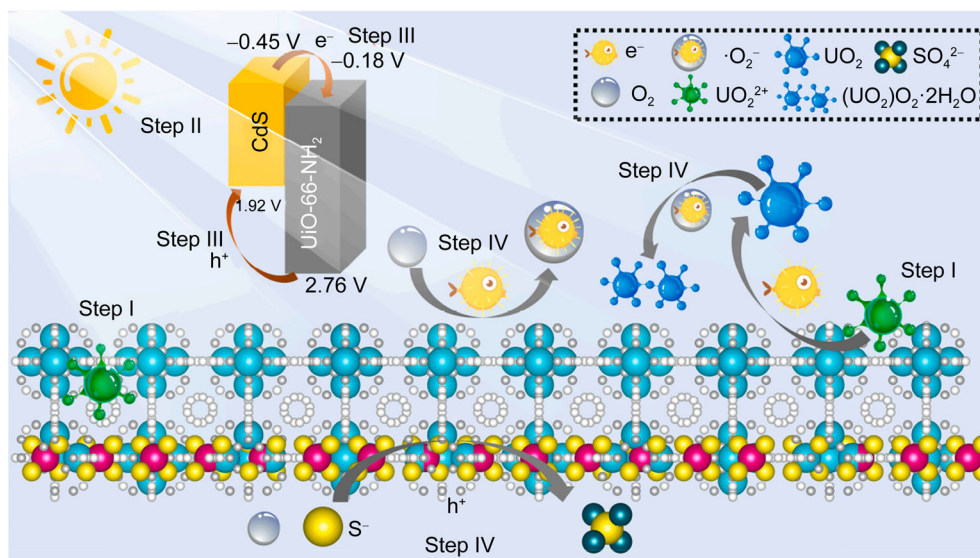 −0.45 V
e⁻
Step III
−0.18 V
Step II
CdS
UiO-66-NH₂
1.92 V
Step III
h⁺
2.76 V
e⁻
·O₂⁻
UO₂
SO₄²⁻
O₂
UO₂²⁺
(UO₂)O₂·2H₂O
Step IV
Step IV
Step I
Step I
S⁻
h⁺
Step IV